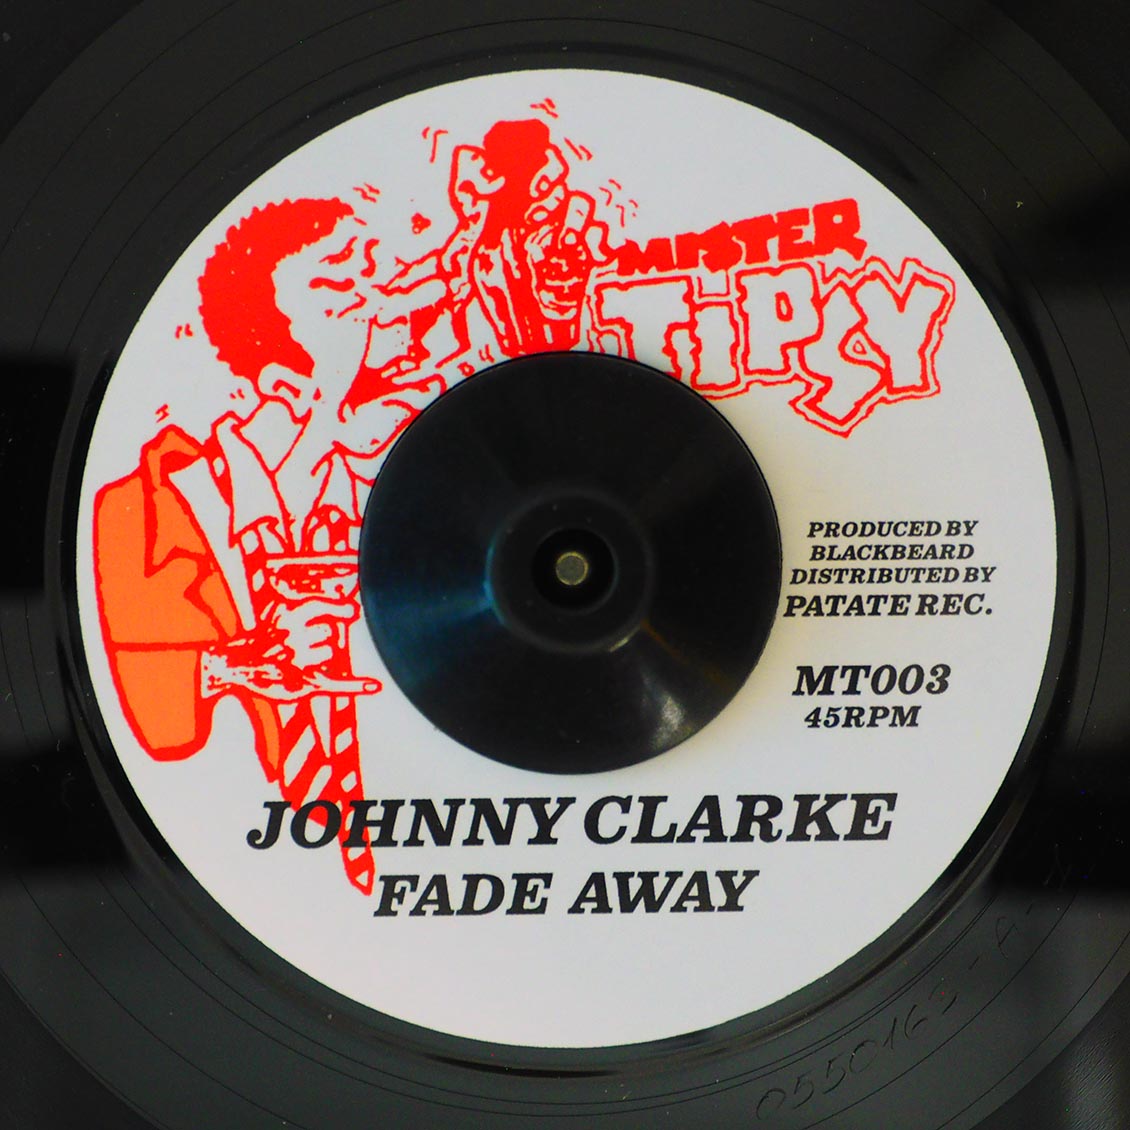 MISTER
TiPSY
PRODUCED BY
BLACKBEARD
DISTRIBUTED BY
PATATE REC.
MT003
45RPM
JOHNNY CLARKE
FADE AWAY